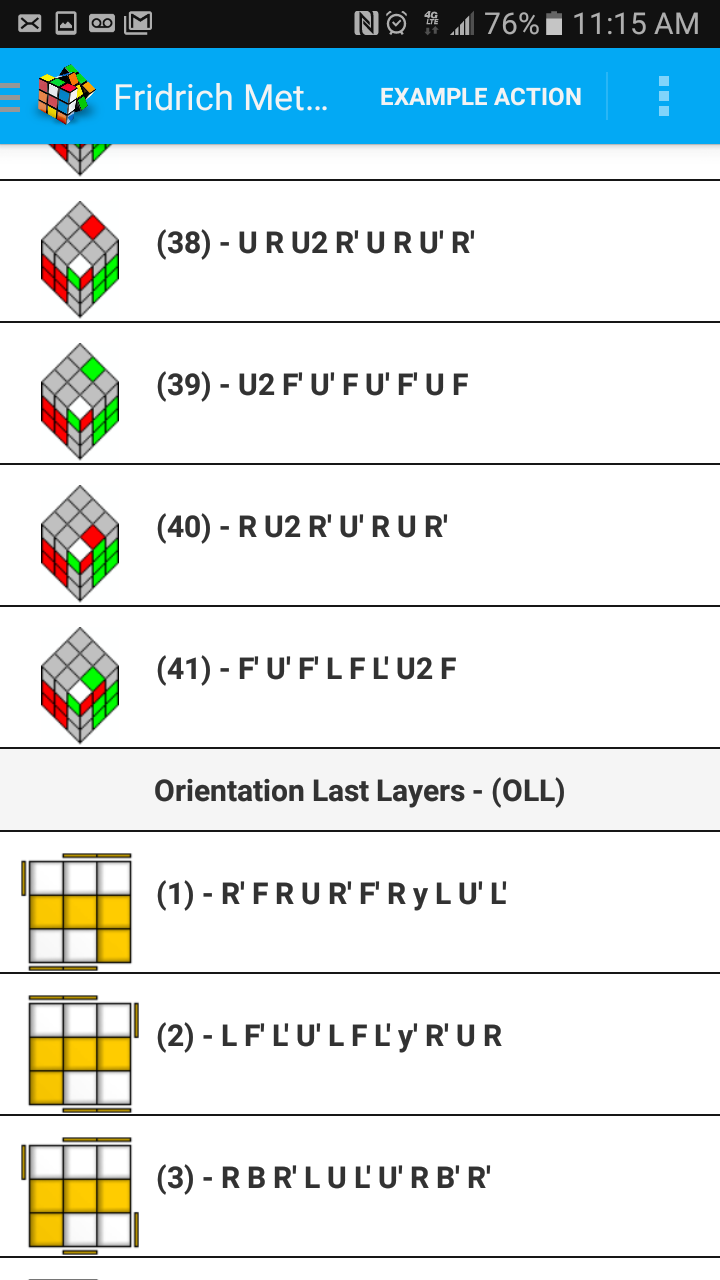 76% 11:15 AM
Fridrich Met... EXAMPLE ACTION
(38) - U R U2 R' U R U' R'
(39) - U2 F' U' F U' F' U F
(40) - R U2 R' U' R U R'
(41) - F' U' F' L F L' U2 F
Orientation Last Layers - (OLL)
(1) - R' F R U R' F' R y L U' L'
(2) - L F' L' U' L F L' y' R' U R
(3) - R B R' L U L' U' R B' R'